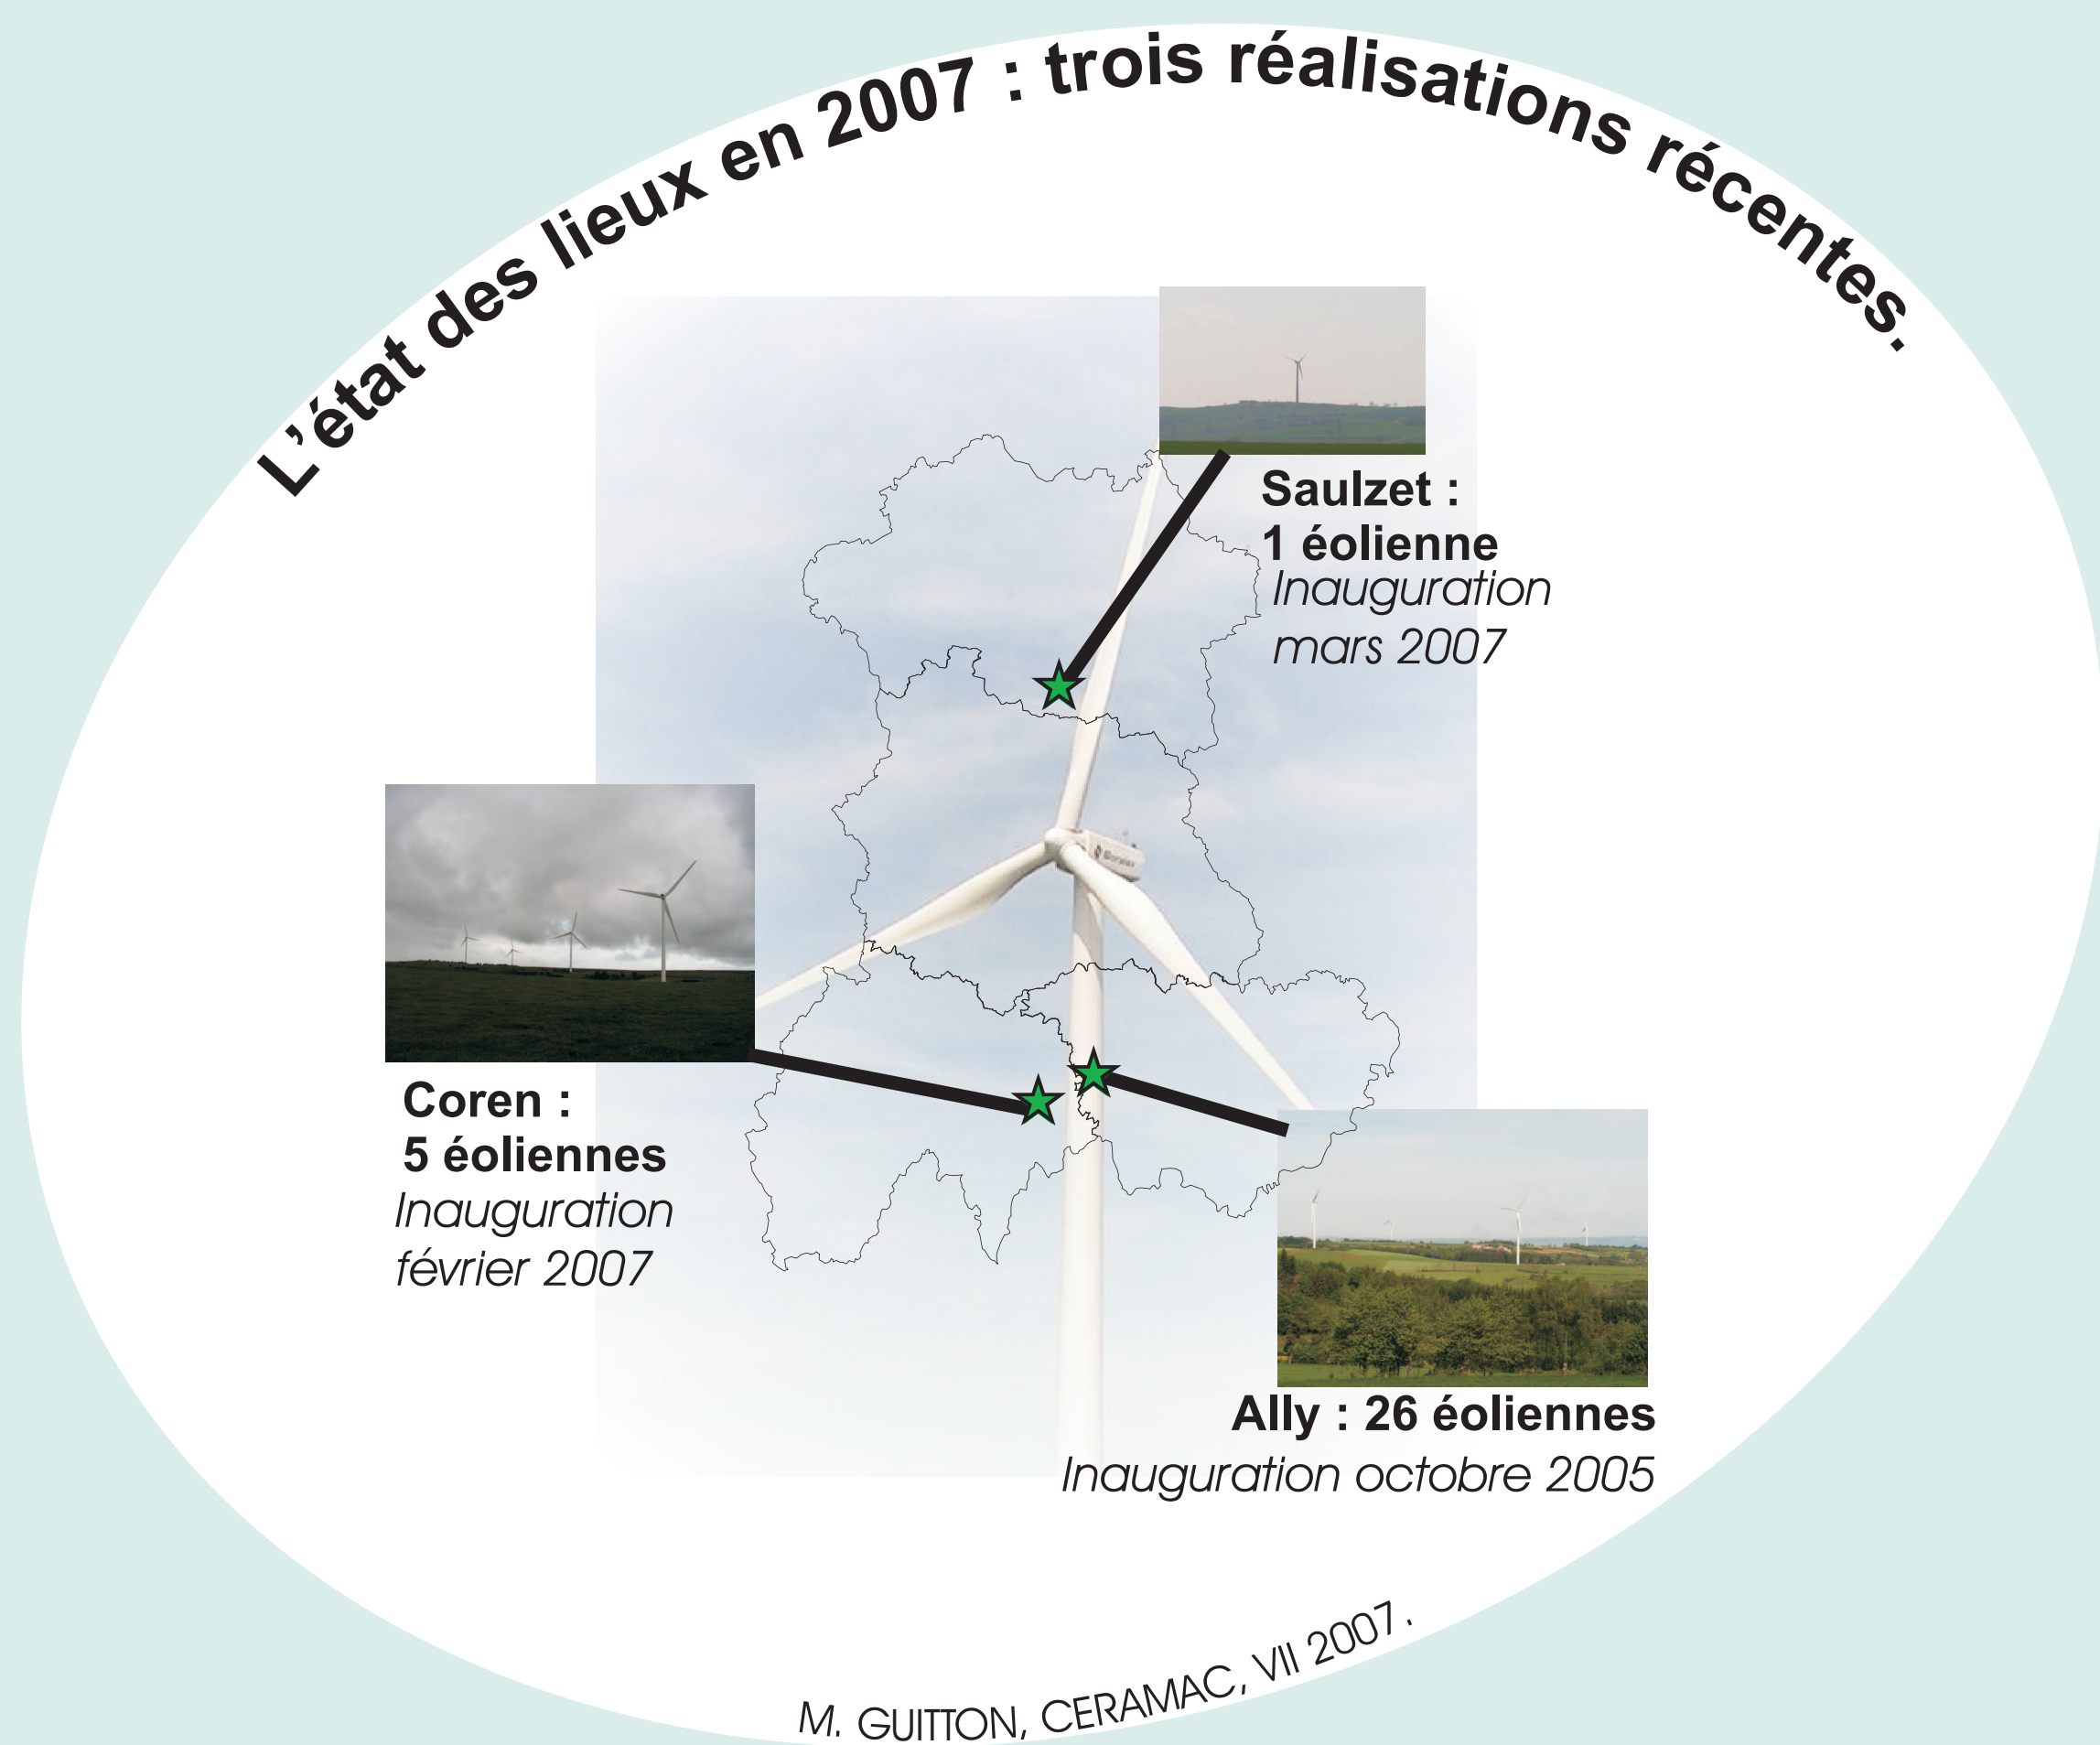 L'état des lieux en 2007 : trois réalisations récentes.
Saulzet :
1 éolienne
Inauguration
mars 2007
Coren :
5 éoliennes
Inauguration
février 2007
Ally : 26 éoliennes
Inauguration octobre 2005
M. GUITTON, CERAMAC, VII 2007.